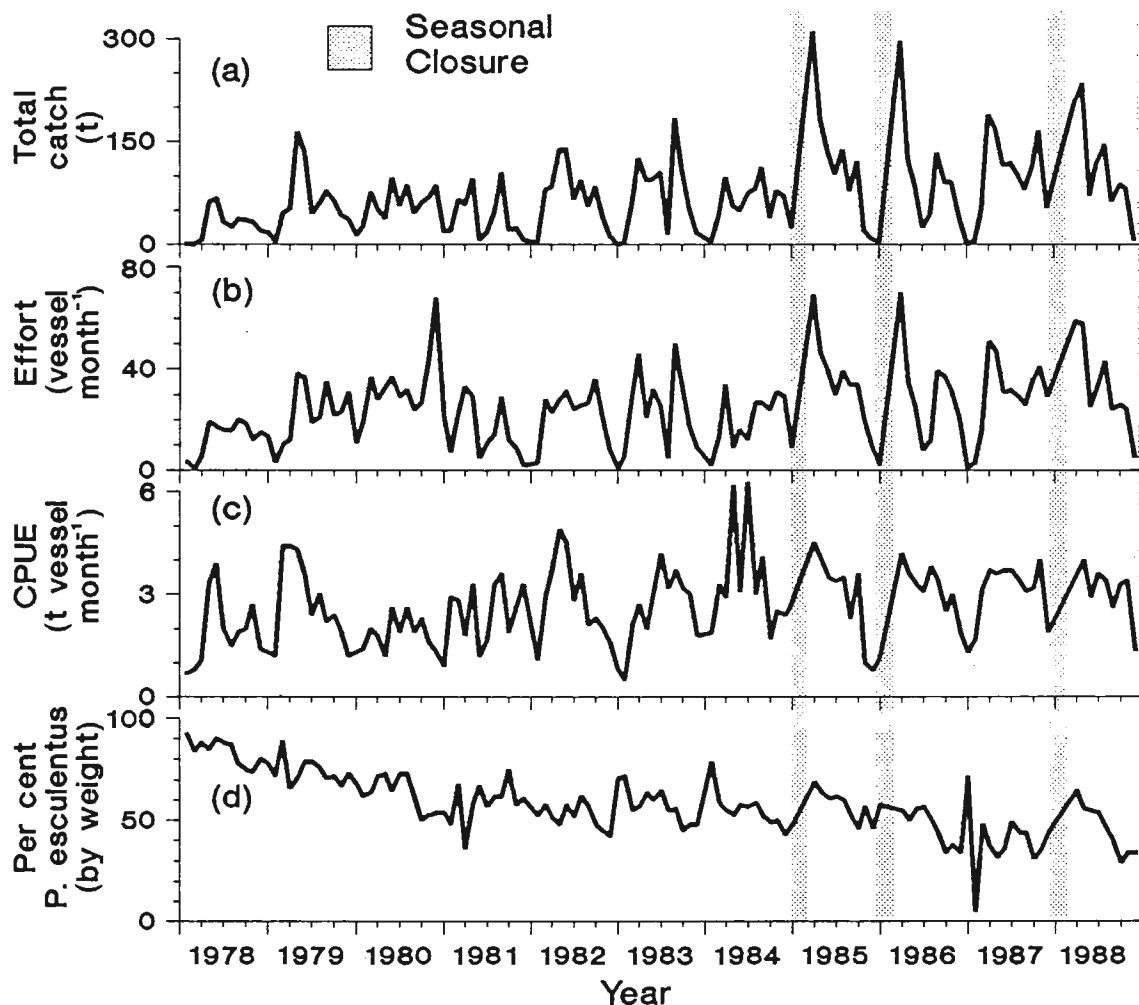 Seasonal
Closure
(a)
Total
catch
(t)
300
150
0
(b)
Effort
(vessel
month⁻¹)
80
40
0
(c)
CPUE
(t vessel
month⁻¹)
6
3
0
(d)
Per cent
P. esculentus
(by weight)
100
50
0
1978 1979 1980 1981 1982 1983 1984 1985 1986 1987 1988
Year